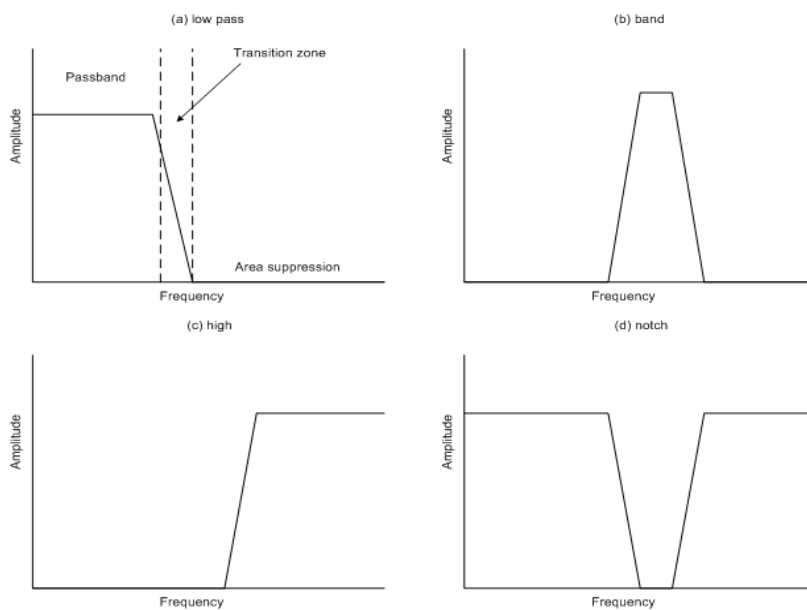 (a) low pass
Transition zone
Passband
Amplitude
Area suppression
Frequency
(b) band
Amplitude
Frequency
(c) high
Amplitude
Frequency
(d) notch
Amplitude
Frequency